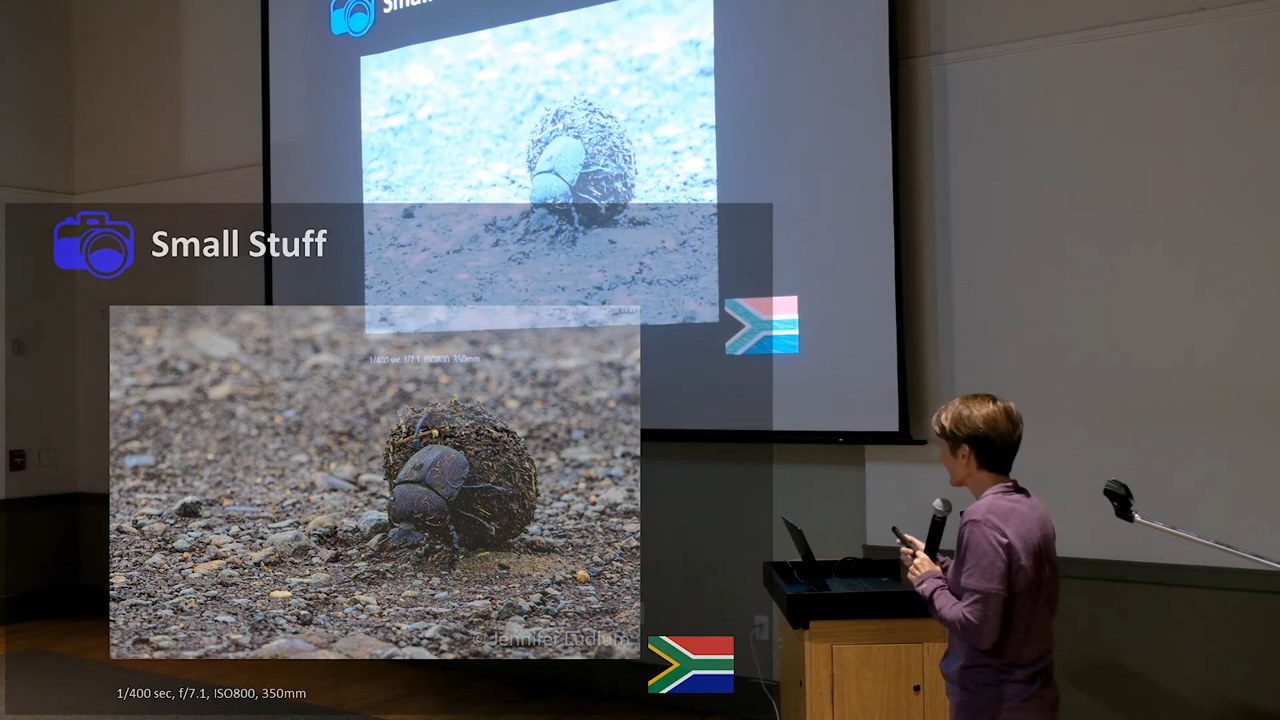 Small
Small Stuff
1/400 sec, f/7.1, ISO800, 350mm
© Jennifer Ludlum
1/400 sec, f/7.1, ISO800, 350mm